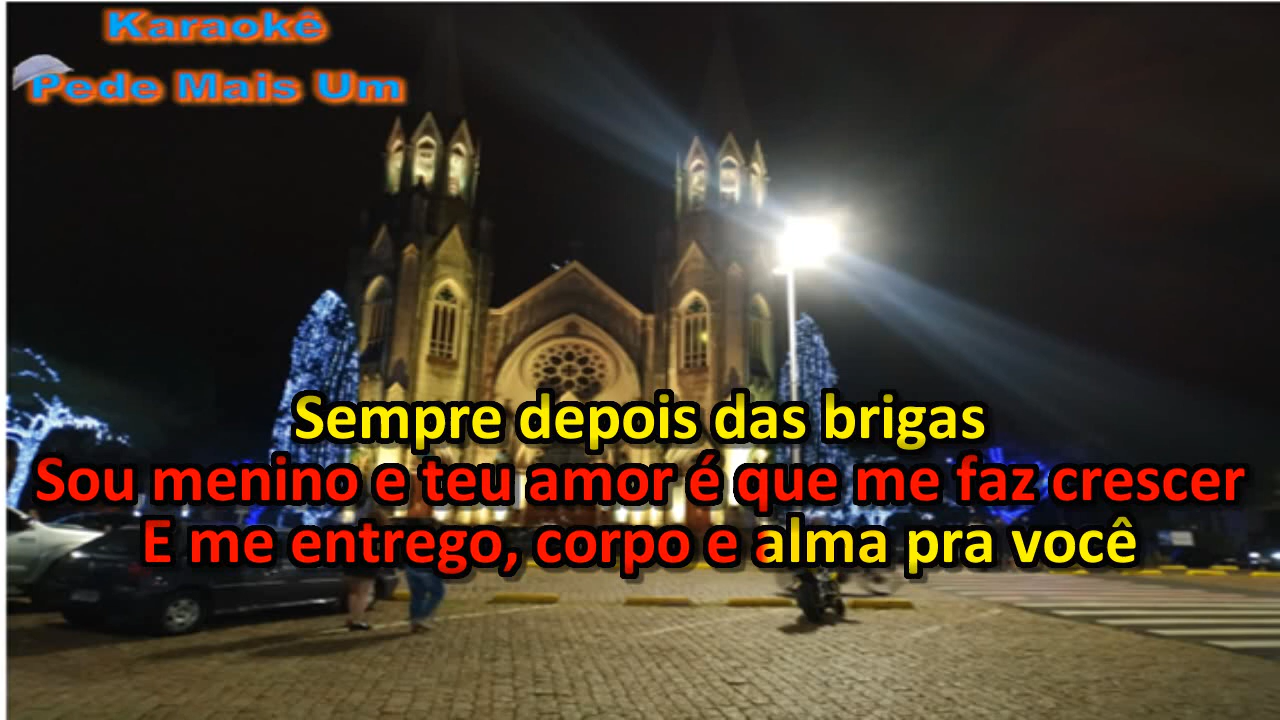 Karaokê
Pede Mais Um
Sempre depois das brigas
Sou menino e teu amor é que me faz crescer
E me entrego, corpo e alma pra você